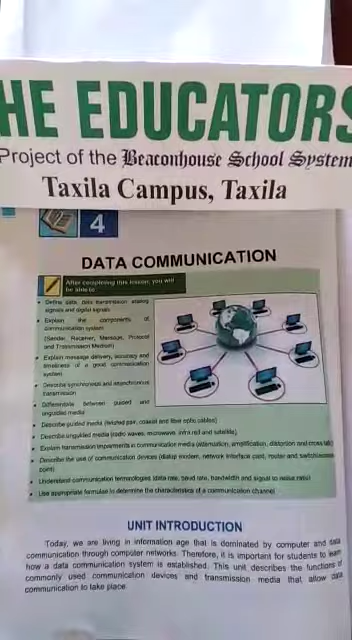 HE EDUCATORS
Project of the Beaconhouse School System
Taxila Campus, Taxila
4
DATA COMMUNICATION
After completing this lesson, you will
be able to:
• Define data, data transmission, analog
signals and digital signals
• Explain the components of
communication system
(Sender, Receiver, Message, Protocol
and Transmission Medium)
• Explain message delivery, accuracy and
timeliness of a good communication
system
• Describe synchronous and asynchronous
transmission
• Differentiate between guided and
unguided media
• Describe guided media (twisted pair, coaxial and fiber optic cables)
• Describe unguided media (radio waves, microwave, infra red and satellite)
• Explain transmission impairments in communication media (attenuation, amplification, distortion and cross talk)
• Describe the use of communication devices (dialup modem, network interface card, router and switch/access
point)
• Understand communication terminologies (data rate, baud rate, bandwidth and signal to noise ratio)
• Use appropriate formulae to determine the characteristics of a communication channel
UNIT INTRODUCTION
Today, we are living in information age that is dominated by computer and data
communication through computer networks. Therefore, it is important for students to learn
how a data communication system is established. This unit describes the functions of
commonly used communication devices and transmission media that allow data
communication to take place.